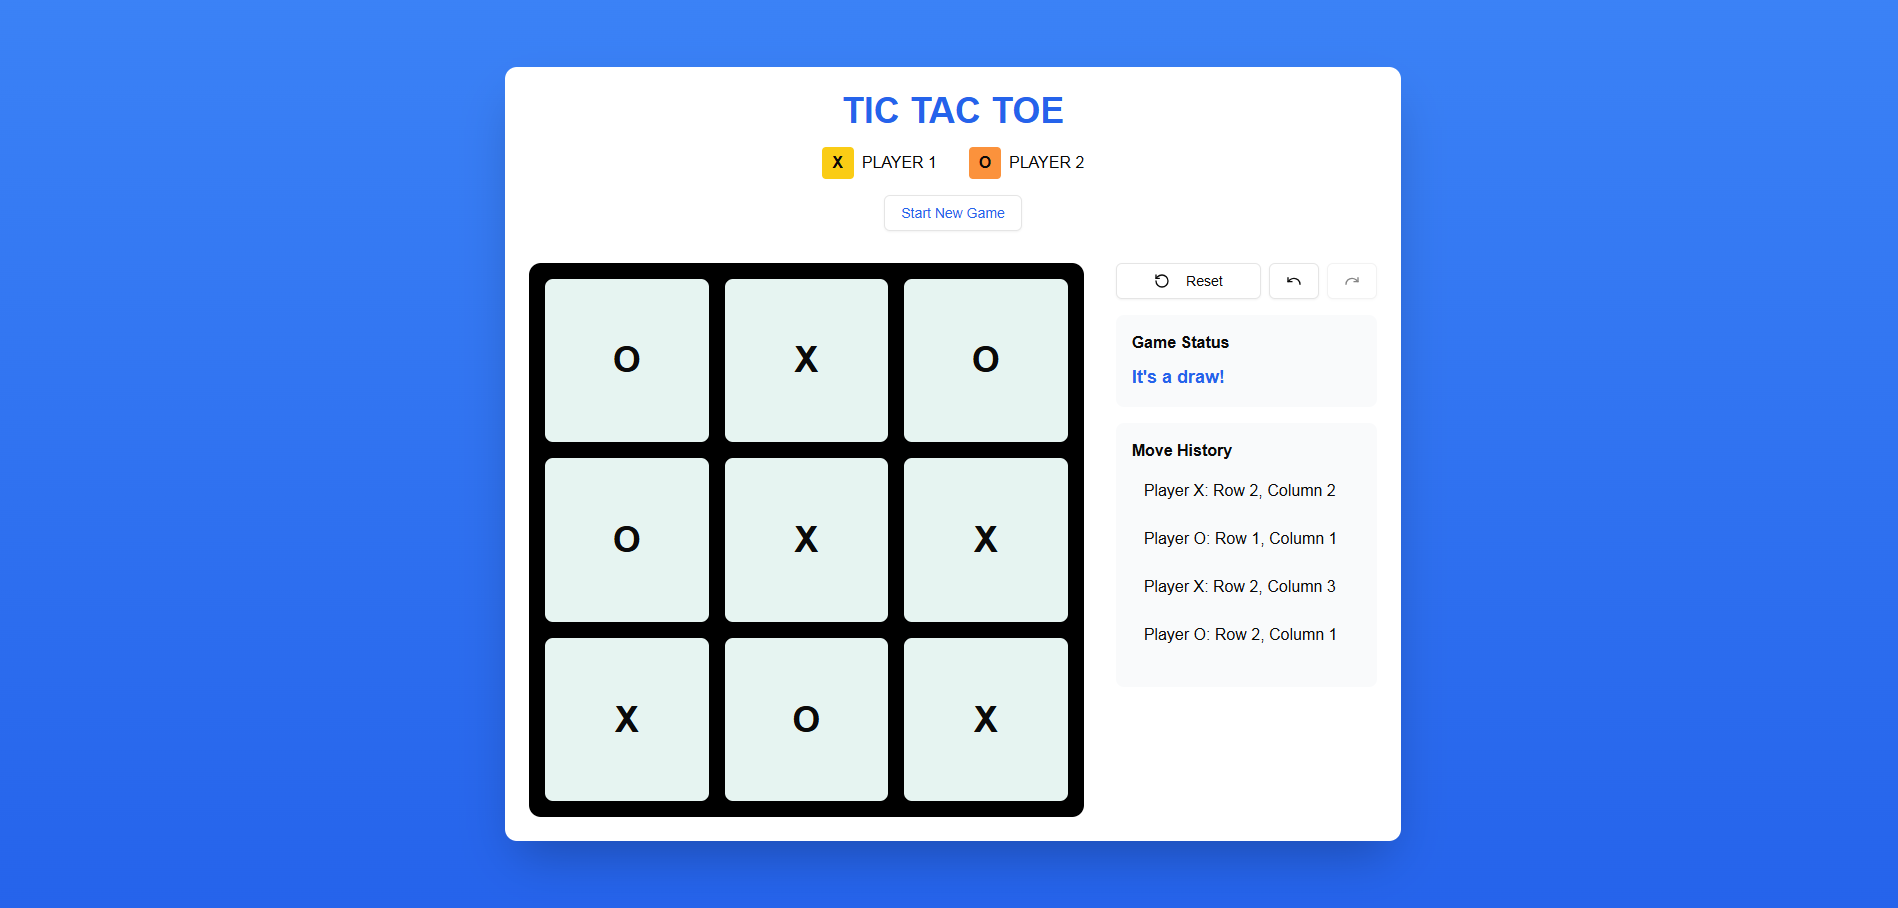 TIC TAC TOE
X PLAYER 1 O PLAYER 2
Start New Game
O X O
O X X
X O X
Reset
Game Status
It's a draw!
Move History
Player X: Row 2, Column 2
Player O: Row 1, Column 1
Player X: Row 2, Column 3
Player O: Row 2, Column 1